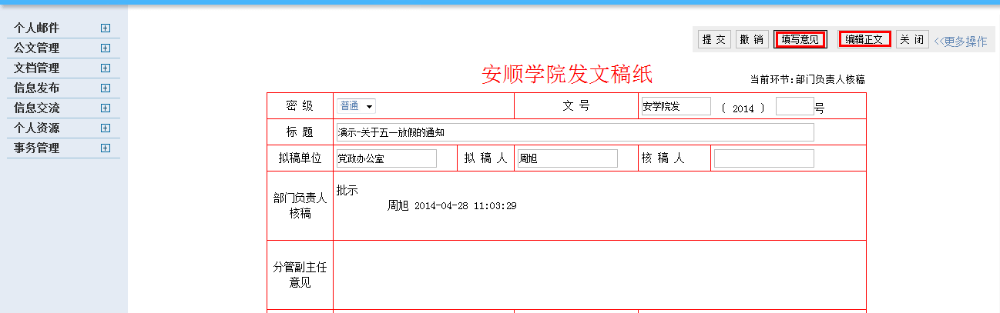 个人邮件
公文管理
文档管理
信息发布
信息交流
个人资源
事务管理
提 交 撤 销 填写意见 编辑正文 关 闭 <<更多操作
安顺学院发文稿纸
当前环节:部门负责人核稿
密 级 普通 文 号 安学院发 〔 2014 〕 号
标 题 演示-关于五一放假的通知
拟稿单位 党政办公室 拟 稿 人 周旭 核 稿 人
部门负责人
核稿
批示
周旭 2014-04-28 11:03:29
分管副主任
意见